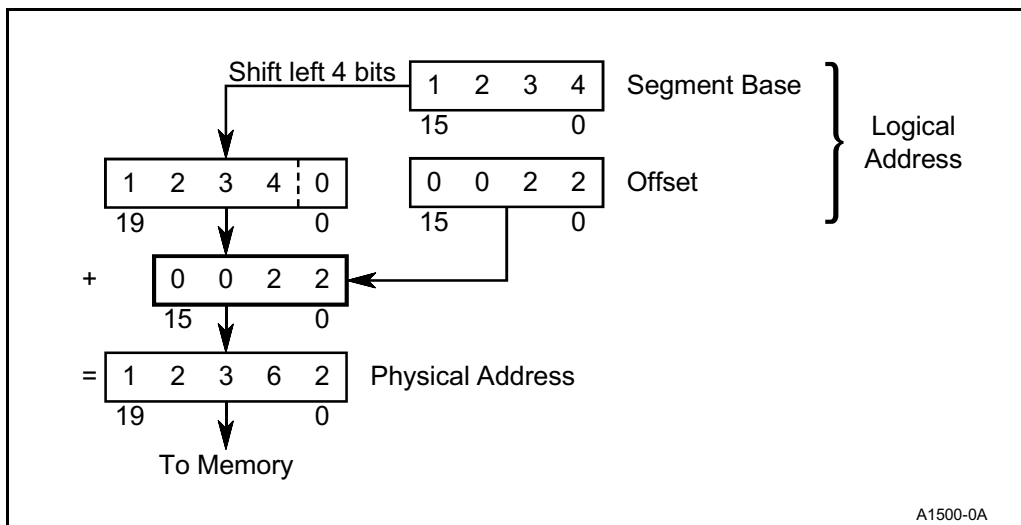 Shift left 4 bits
1 2 3 4 Segment Base
15 0
Logical
Address
1 2 3 4 0
19 0
0 0 2 2 Offset
15 0
+ 0 0 2 2
15 0
= 1 2 3 6 2 Physical Address
19 0
To Memory
A1500-0A